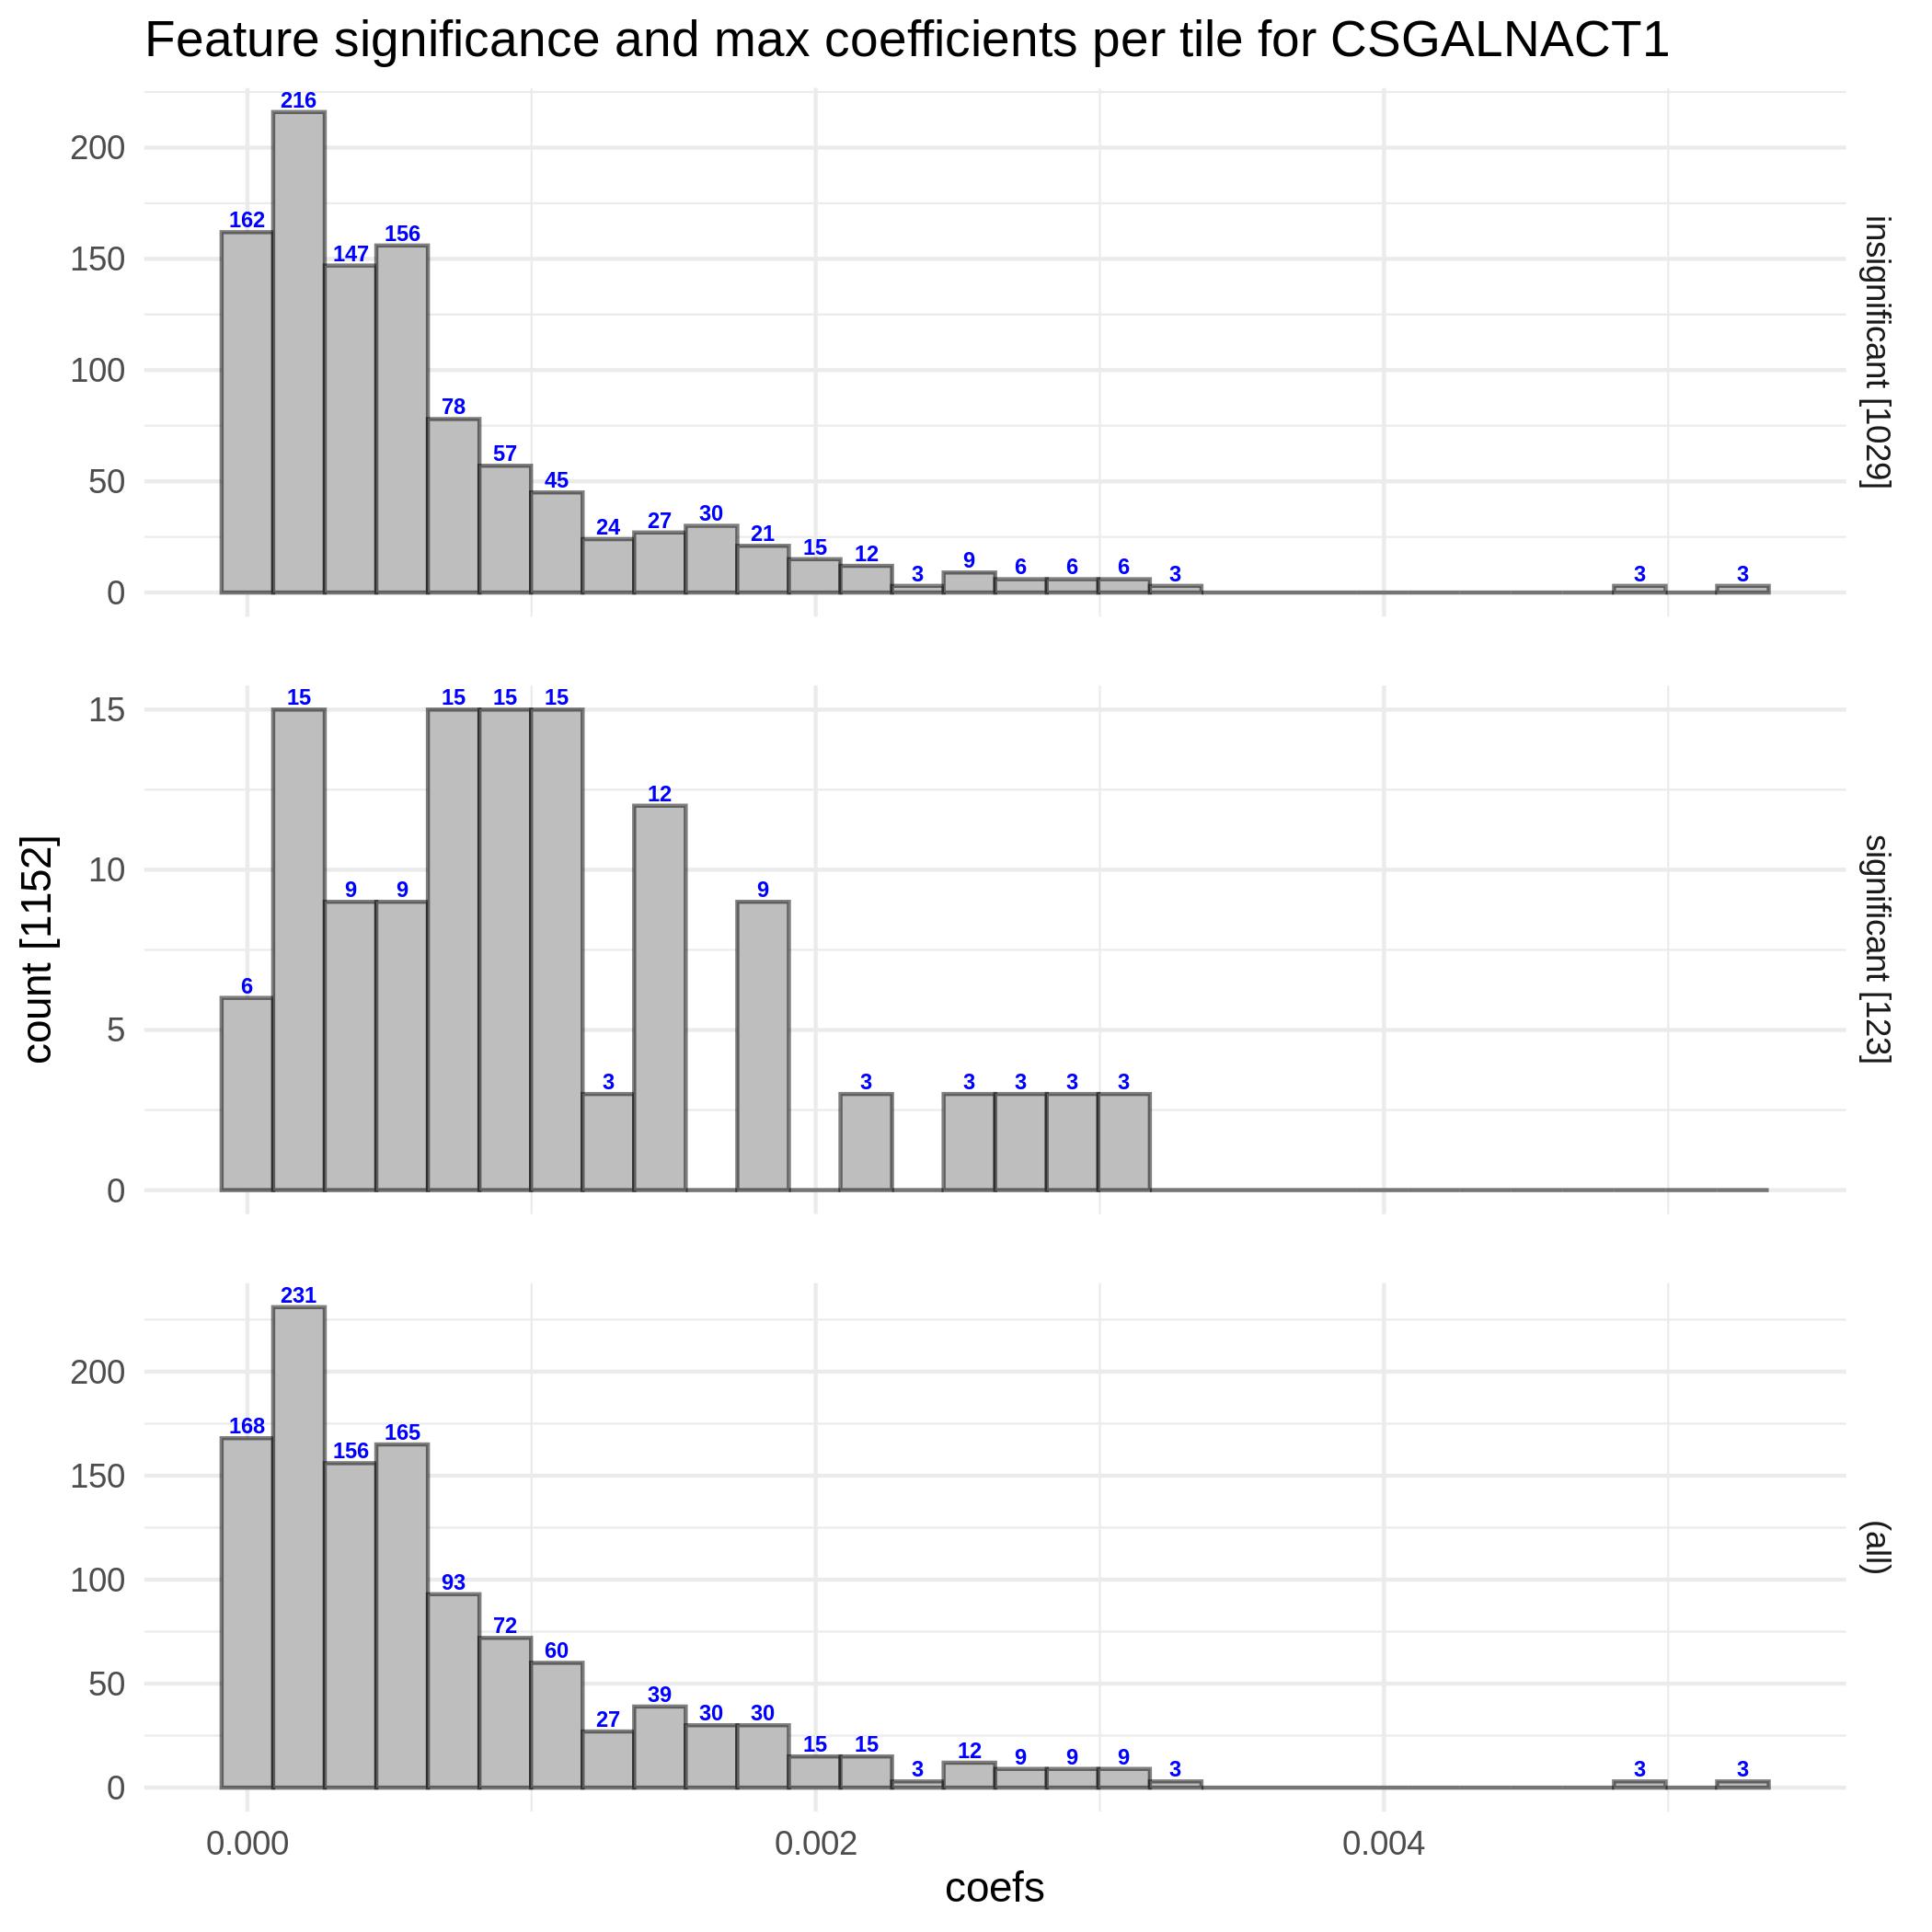 Feature significance and max coefficients per tile for CSGALNACT1
216
200
162
156
147
150
100
78
57
45
50
24 27 30
21 15 12
3 9 6 6 6 3 3 3
0
insignificant [1029]
15 15 15 15
15
12
10
9 9 9
6
5
3 3 3 3 3 3
0
significant [123]
count [1152]
231
200
168 156 165
150
100
93
72
60
50
27 39 30 30
15 15
3 12 9 9 9 3 3 3
0
(all)
0.000 0.002 0.004
coefs